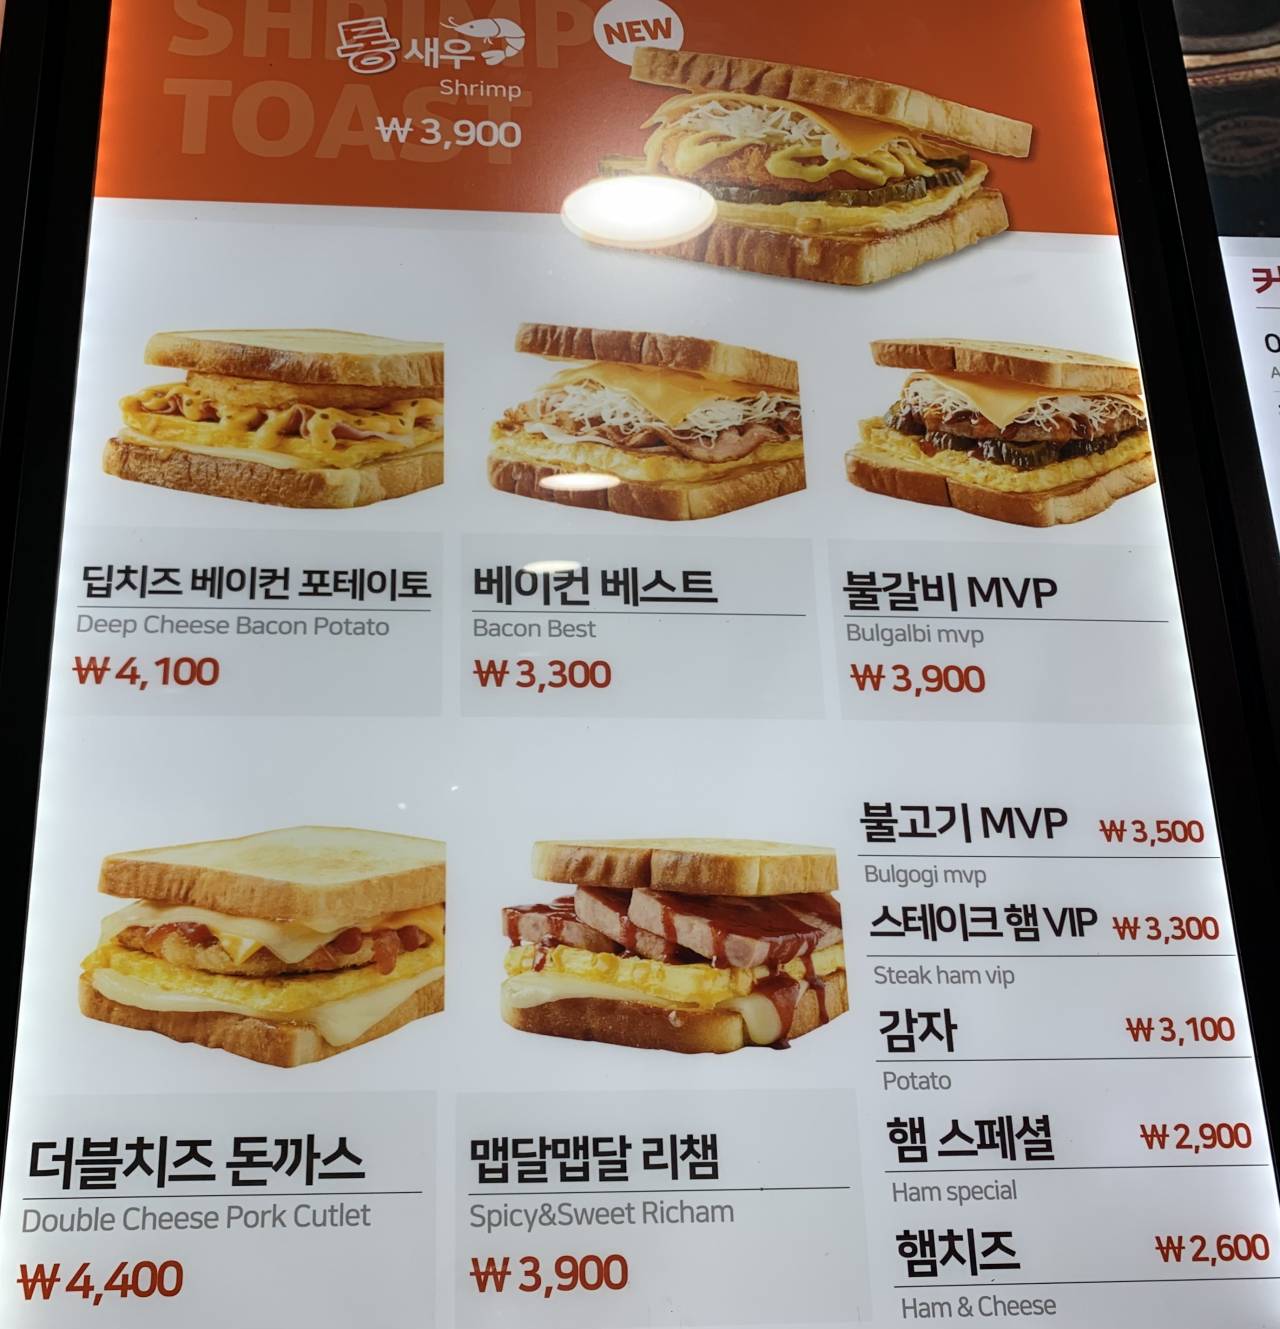 SHRIMP
TOAST
통새우
Shrimp
₩3,900
NEW
딥치즈 베이컨 포테이토
Deep Cheese Bacon Potato
₩4,100
베이컨 베스트
Bacon Best
₩3,300
불갈비 MVP
Bulgalbi mvp
₩3,900
더블치즈 돈까스
Double Cheese Pork Cutlet
₩4,400
맵달맵달 리챔
Spicy&Sweet Richam
₩3,900
불고기 MVP ₩3,500
Bulgogi mvp
스테이크햄 VIP ₩3,300
Steak ham vip
감자 ₩3,100
Potato
햄 스페셜 ₩2,900
Ham special
햄치즈 ₩2,600
Ham & Cheese